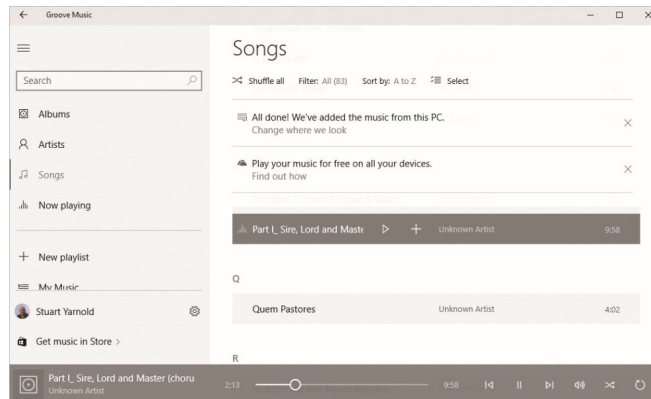 Groove Music
Songs
Search
Shuffle all Filter: All (83) Sort by: A to Z Select
Albums
Artists
Songs
Now playing
New playlist
My Music
Stuart Yarnold
Get music in Store >
All done! We've added the music from this PC.
Change where we look
Play your music for free on all your devices.
Find out how
Part I_ Sire, Lord and Maste Unknown Artist 9:58
Q
Quem Pastores Unknown Artist 4:02
R
Part I_ Sire, Lord and Master (choru
Unknown Artist
2:13 9:58